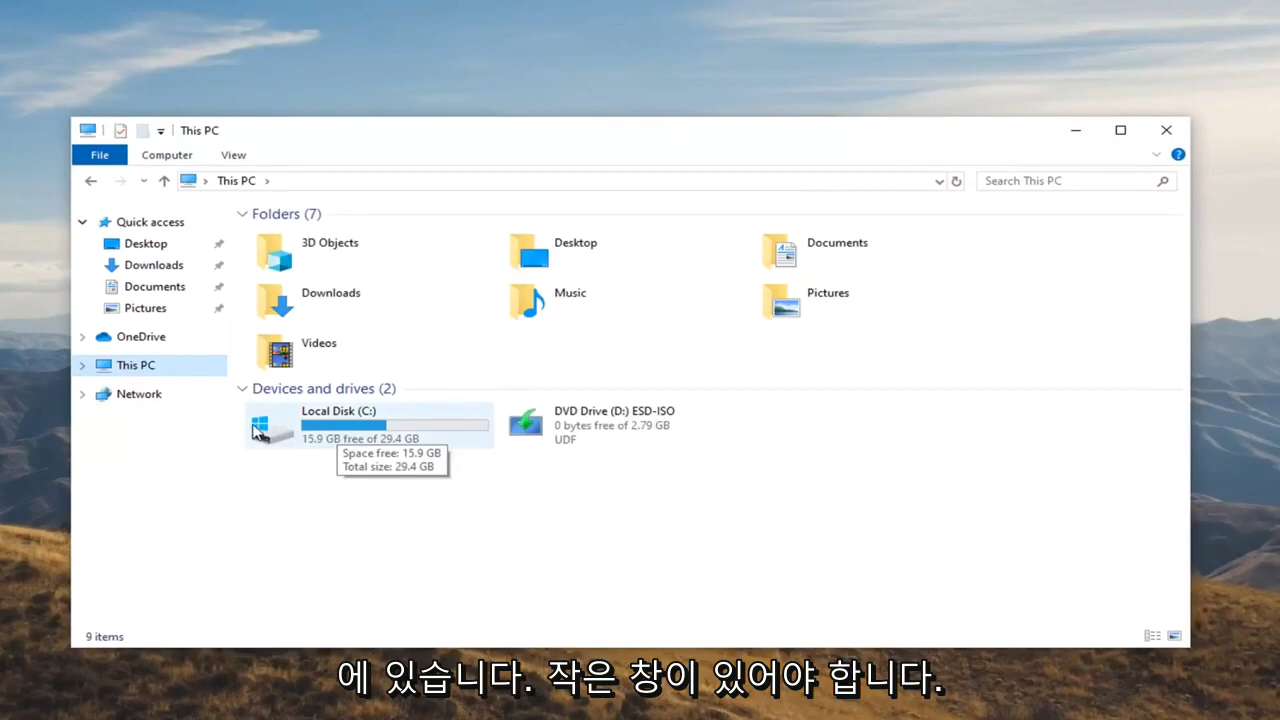 This PC
File Computer View
This PC
Search This PC
Quick access
Desktop
Downloads
Documents
Pictures
OneDrive
This PC
Network
Folders (7)
3D Objects
Desktop
Documents
Downloads
Music
Pictures
Videos
Devices and drives (2)
Local Disk (C:)
15.9 GB free of 29.4 GB
Space free: 15.9 GB
Total size: 29.4 GB
DVD Drive (D:) ESD-ISO
0 bytes free of 2.79 GB
UDF
9 items
에 있습니다. 작은 창이 있어야 합니다.